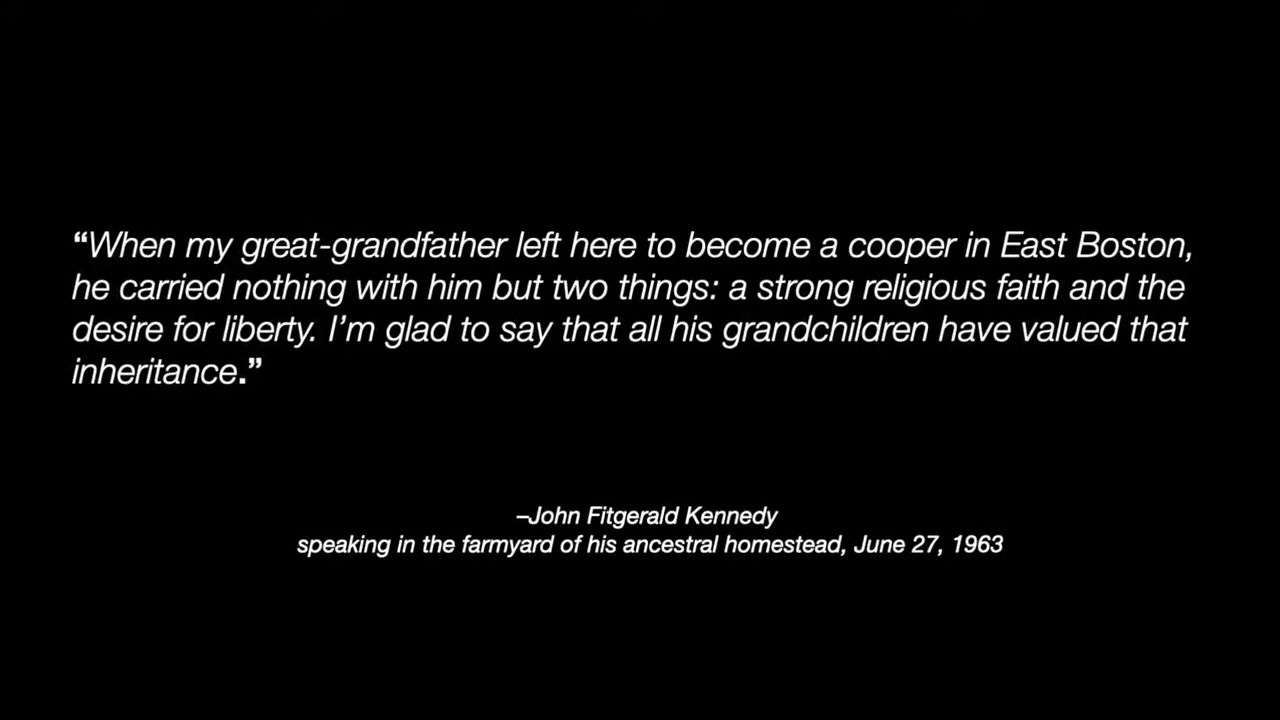 “When my great-grandfather left here to become a cooper in East Boston,
he carried nothing with him but two things: a strong religious faith and the
desire for liberty. I’m glad to say that all his grandchildren have valued that
inheritance.”
–John Fitgerald Kennedy
speaking in the farmyard of his ancestral homestead, June 27, 1963